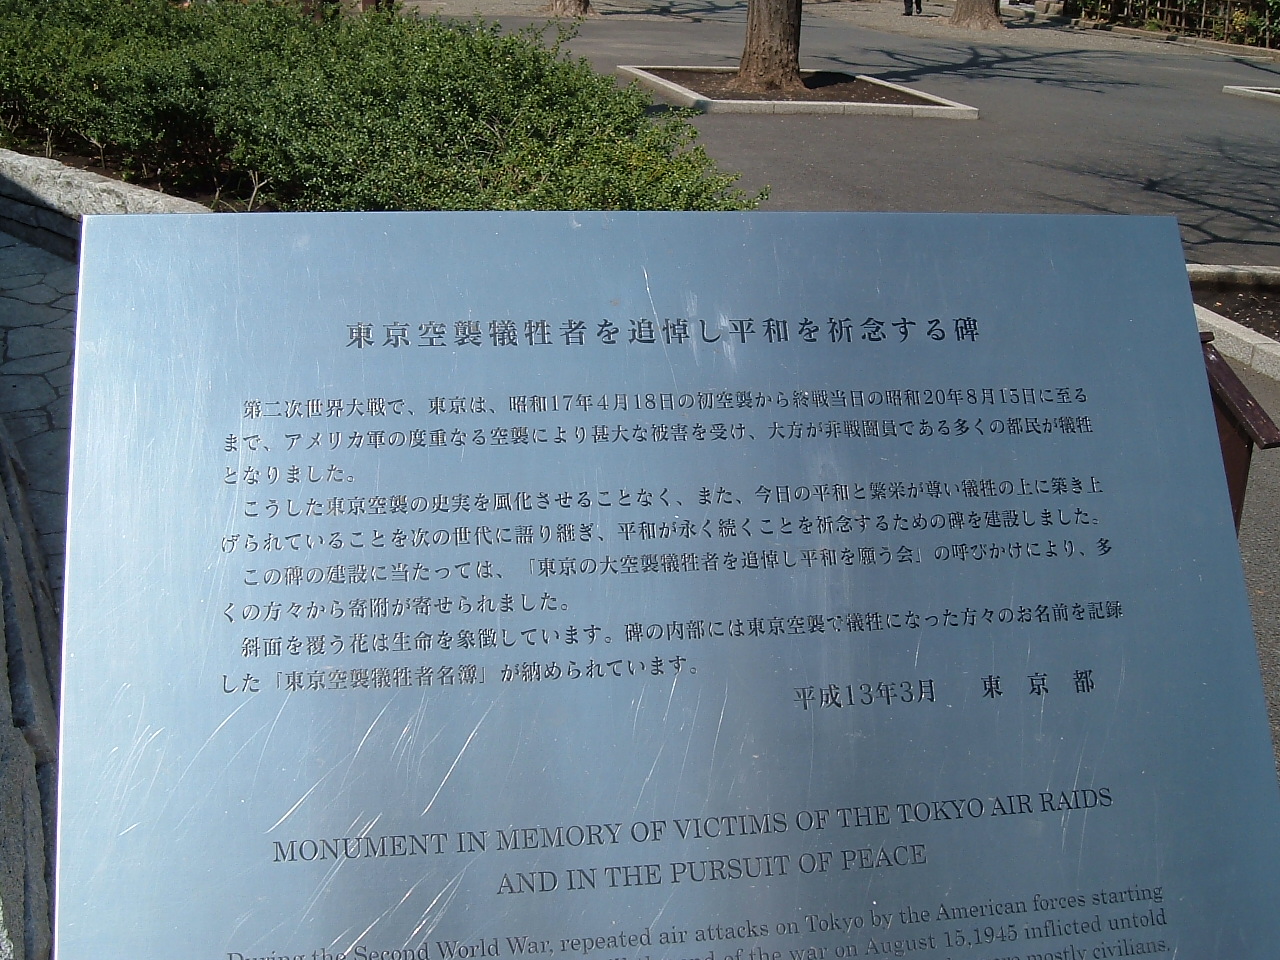 東京空襲犠牲者を追悼し平和を祈念する碑
第二次世界大戦で、東京は、昭和17年4月18日の初空襲から終戦当日の昭和20年8月15日に至る
まで、アメリカ軍の度重なる空襲により甚大な被害を受け、大方が非戦闘員である多くの都民が犠牲
となりました。
こうした東京空襲の史実を風化させることなく、また、今日の平和と繁栄が尊い犠牲の上に築き上
げられていることを次の世代に語り継ぎ、平和が永く続くことを祈念するための碑を建設しました。
この碑の建設に当たっては、「東京の大空襲犠牲者を追悼し平和を願う会」の呼びかけにより、多
くの方々から寄附が寄せられました。
斜面を覆う花は生命を象徴しています。碑の内部には東京空襲で犠牲になった方々のお名前を記録
した「東京空襲犠牲者名簿」が納められています。
平成13年3月 東京都
MONUMENT IN MEMORY OF VICTIMS OF THE TOKYO AIR RAIDS
AND IN THE PURSUIT OF PEACE
During the Second World War, repeated air attacks on Tokyo by the American forces starting
end of the war on August 15,1945 inflicted untold
mostly civilians.